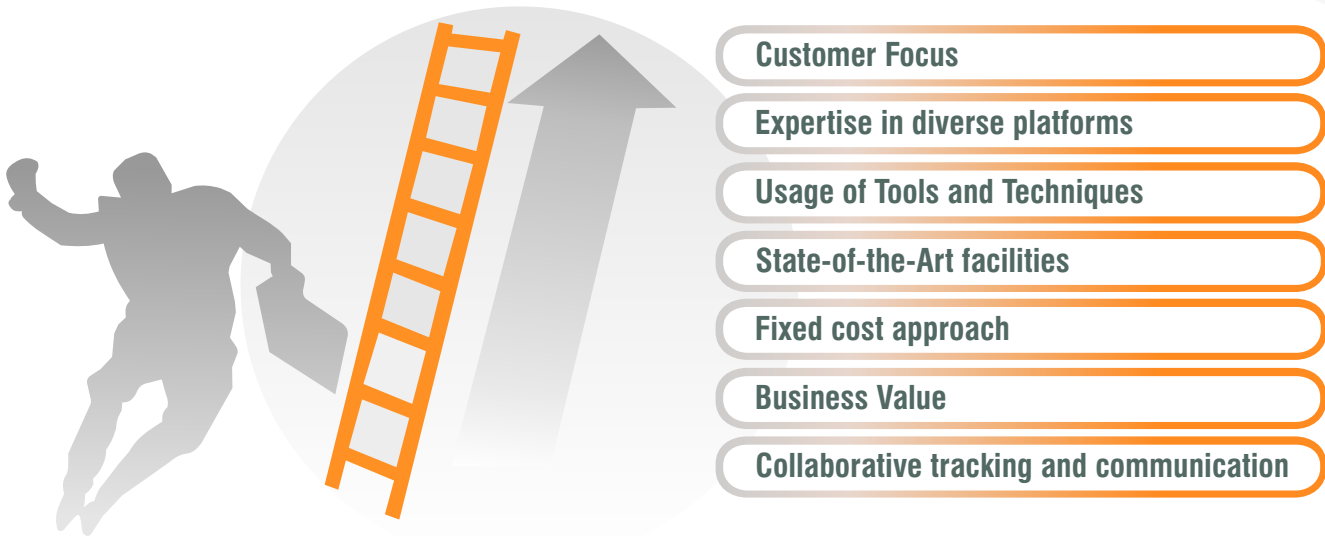 Customer Focus
Expertise in diverse platforms
Usage of Tools and Techniques
State-of-the-Art facilities
Fixed cost approach
Business Value
Collaborative tracking and communication